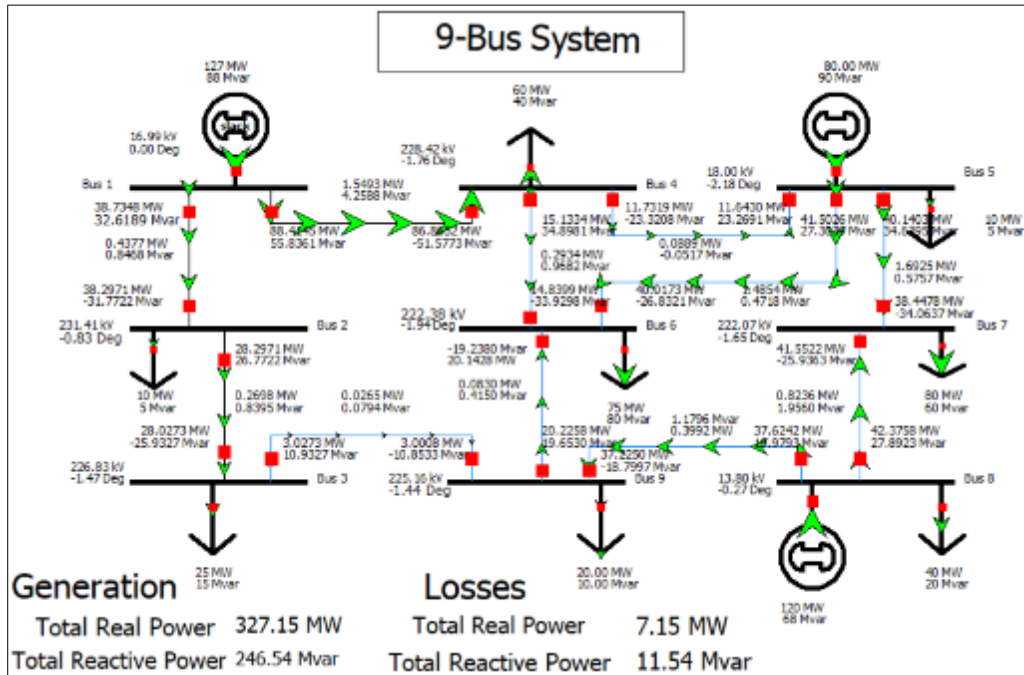 9-Bus System
127 MW
88 Mvar
80.00 MW
90 Mvar
60 MW
40 Mvar
16.99 kV
0.00 Deg
228.42 kV
-1.76 Deg
18.00 kV
-2.18 Deg
Bus 1
Bus 4
Bus 5
38.7348 MW
32.6189 Mvar
1.5493 MW
4.2588 Mvar
55.8361 Mvar
-51.5773 Mvar
15.1334 MW
34.8981 Mvar
11.7319 MW
-23.3208 Mvar
11.6430 MW
23.2691 Mvar
0.0889 MW
-0.0517 Mvar
41.5026 MW
10 MW
5 Mvar
0.4377 MW
0.8468 Mvar
0.2934 MW
0.9682 Mvar
1.6925 MW
0.5757 Mvar
38.2971 MW
-31.7722 Mvar
14.8399 MW
-33.9298 Mvar
40.0173 MW
-26.8321 Mvar
1.4854 MW
0.4718 Mvar
38.4478 MW
-34.0637 Mvar
231.41 kV
-0.83 Deg
Bus 2
222.38 kV
-1.94 Deg
Bus 6
222.07 kV
-1.65 Deg
Bus 7
28.2971 MW
26.7722 Mvar
-19.2380 Mvar
20.1428 MW
41.5522 MW
-25.9363 Mvar
10 MW
5 Mvar
0.2698 MW
0.8395 Mvar
0.0265 MW
0.0794 Mvar
0.0830 MW
0.4150 Mvar
75 MW
80 Mvar
1.1796 Mvar
0.3992 MW
0.8236 MW
1.9560 Mvar
80 MW
60 Mvar
28.0273 MW
-25.9327 Mvar
3.0273 MW
10.9327 Mvar
3.0008 MW
-10.8533 Mvar
20.2258 MW
19.6530 Mvar
37.2250 MW
-18.7997 Mvar
37.6242 MW
42.3758 MW
27.8923 Mvar
226.83 kV
-1.47 Deg
Bus 3
225.16 kV
-1.44 Deg
Bus 9
13.80 kV
-0.27 Deg
Bus 8
25 MW
15 Mvar
20.00 MW
10.00 Mvar
120 MW
68 Mvar
40 MW
20 Mvar
Generation
Total Real Power 327.15 MW
Total Reactive Power 246.54 Mvar
Losses
Total Real Power 7.15 MW
Total Reactive Power 11.54 Mvar